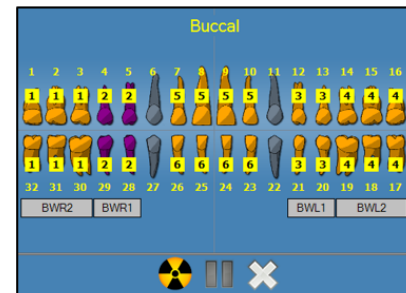 Buccal
1 2 3 4 5 6 7 8 9 10 11 12 13 14 15 16
1 1 1 2 2 5 5 5 5 3 3 4 4 4
1 1 1 2 2 6 6 6 6 3 3 4 4 4
32 31 30 29 28 27 26 25 24 23 22 21 20 19 18 17
BWR2 BWR1 BWL1 BWL2